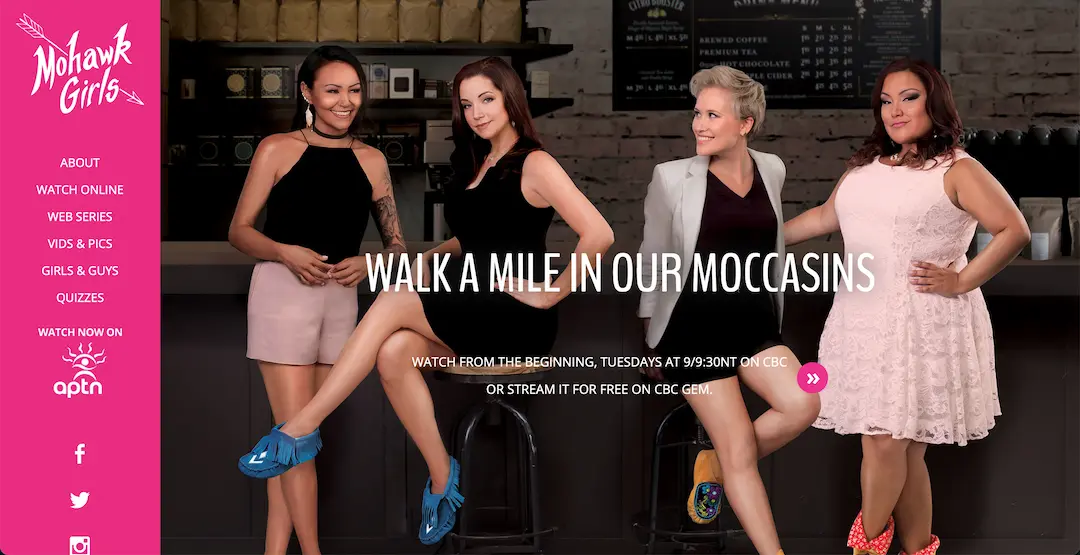 Mohawk
Girls
ABOUT
WATCH ONLINE
WEB SERIES
VIDS & PICS
GIRLS & GUYS
QUIZZES
WATCH NOW ON
aptn
CITRO BOOSTER
DRINK MENU
S M L XL
BREWED COFFEE
PREMIUM TEA
HOT CHOCOLATE
CIDER
WALK A MILE IN OUR MOCCASINS
WATCH FROM THE BEGINNING, TUESDAYS AT 9/9:30NT ON CBC
OR STREAM IT FOR FREE ON CBC GEM.